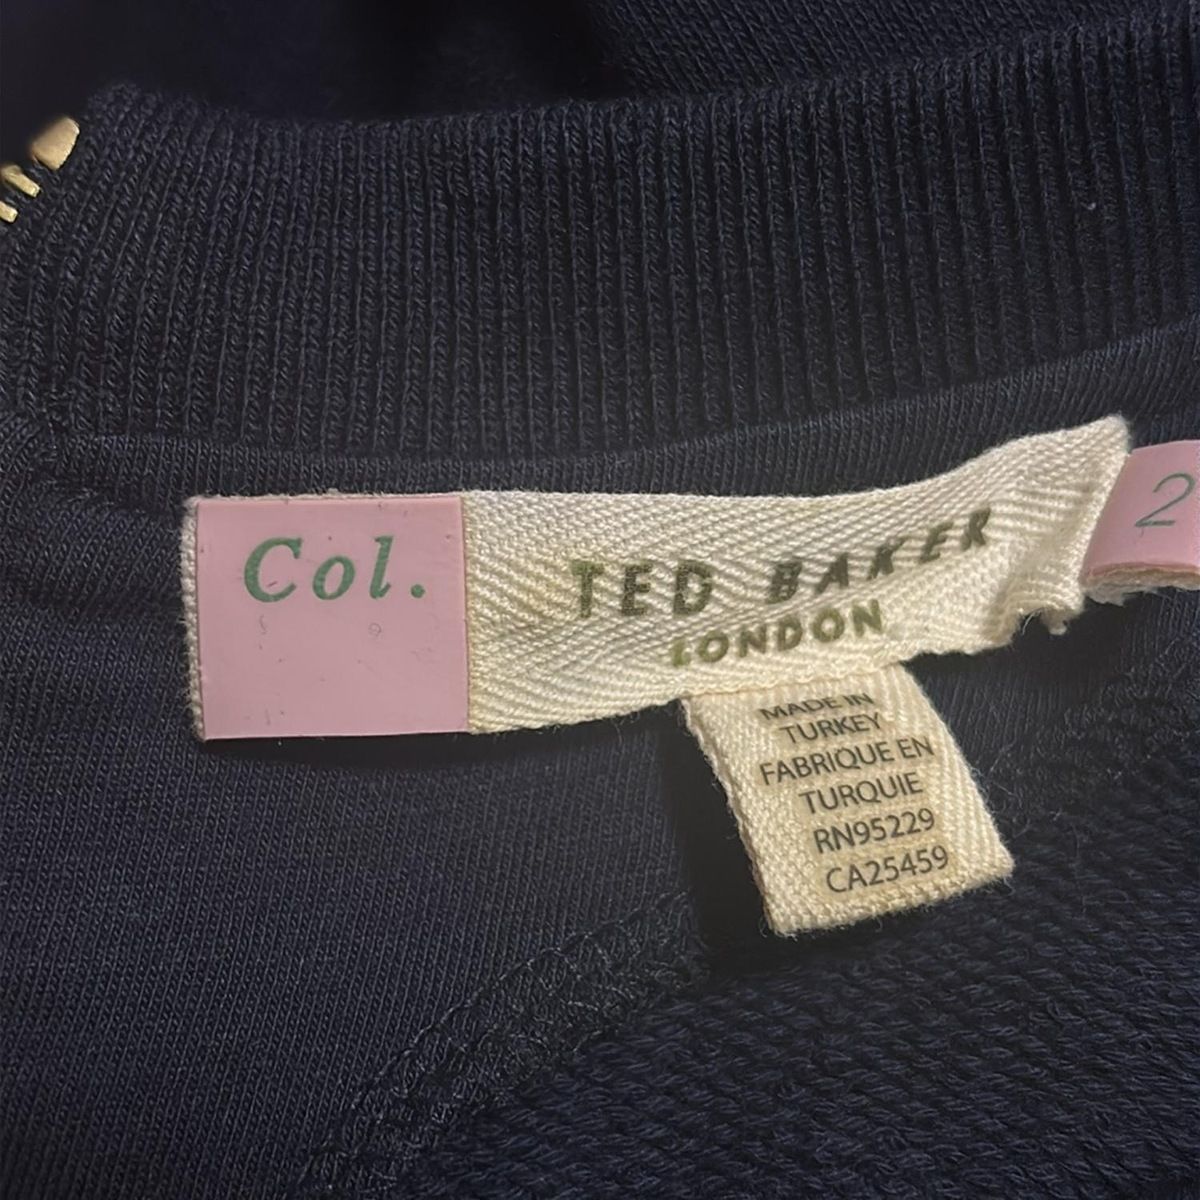 Col.
TED BAKER
LONDON
2
MADE IN
TURKEY
FABRIQUE EN
TURQUIE
RN95229
CA25459